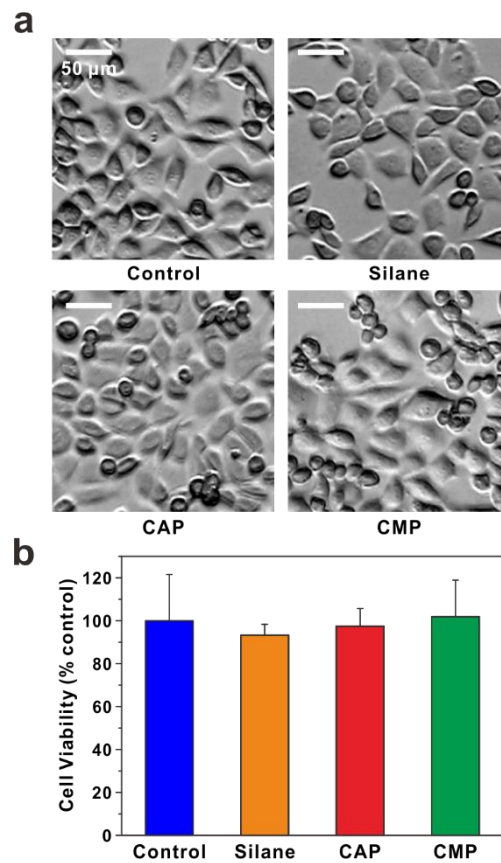 a
50 μm
Control
Silane
CAP
CMP
b
Cell Viability (% control)
120
100
80
60
40
20
0
Control
Silane
CAP
CMP